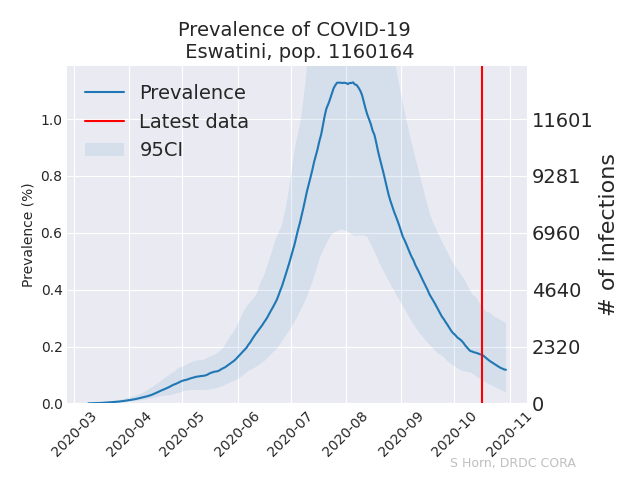 Prevalence of COVID-19
Eswatini, pop. 1160164
Prevalence
Latest data
95CI
Prevalence (%)
1.0
0.8
0.6
0.4
0.2
0.0
11601
9281
6960
4640
2320
0
# of infections
2020-03
2020-04
2020-05
2020-06
2020-07
2020-08
2020-09
2020-10
2020-11
S Horn, DRDC CORA